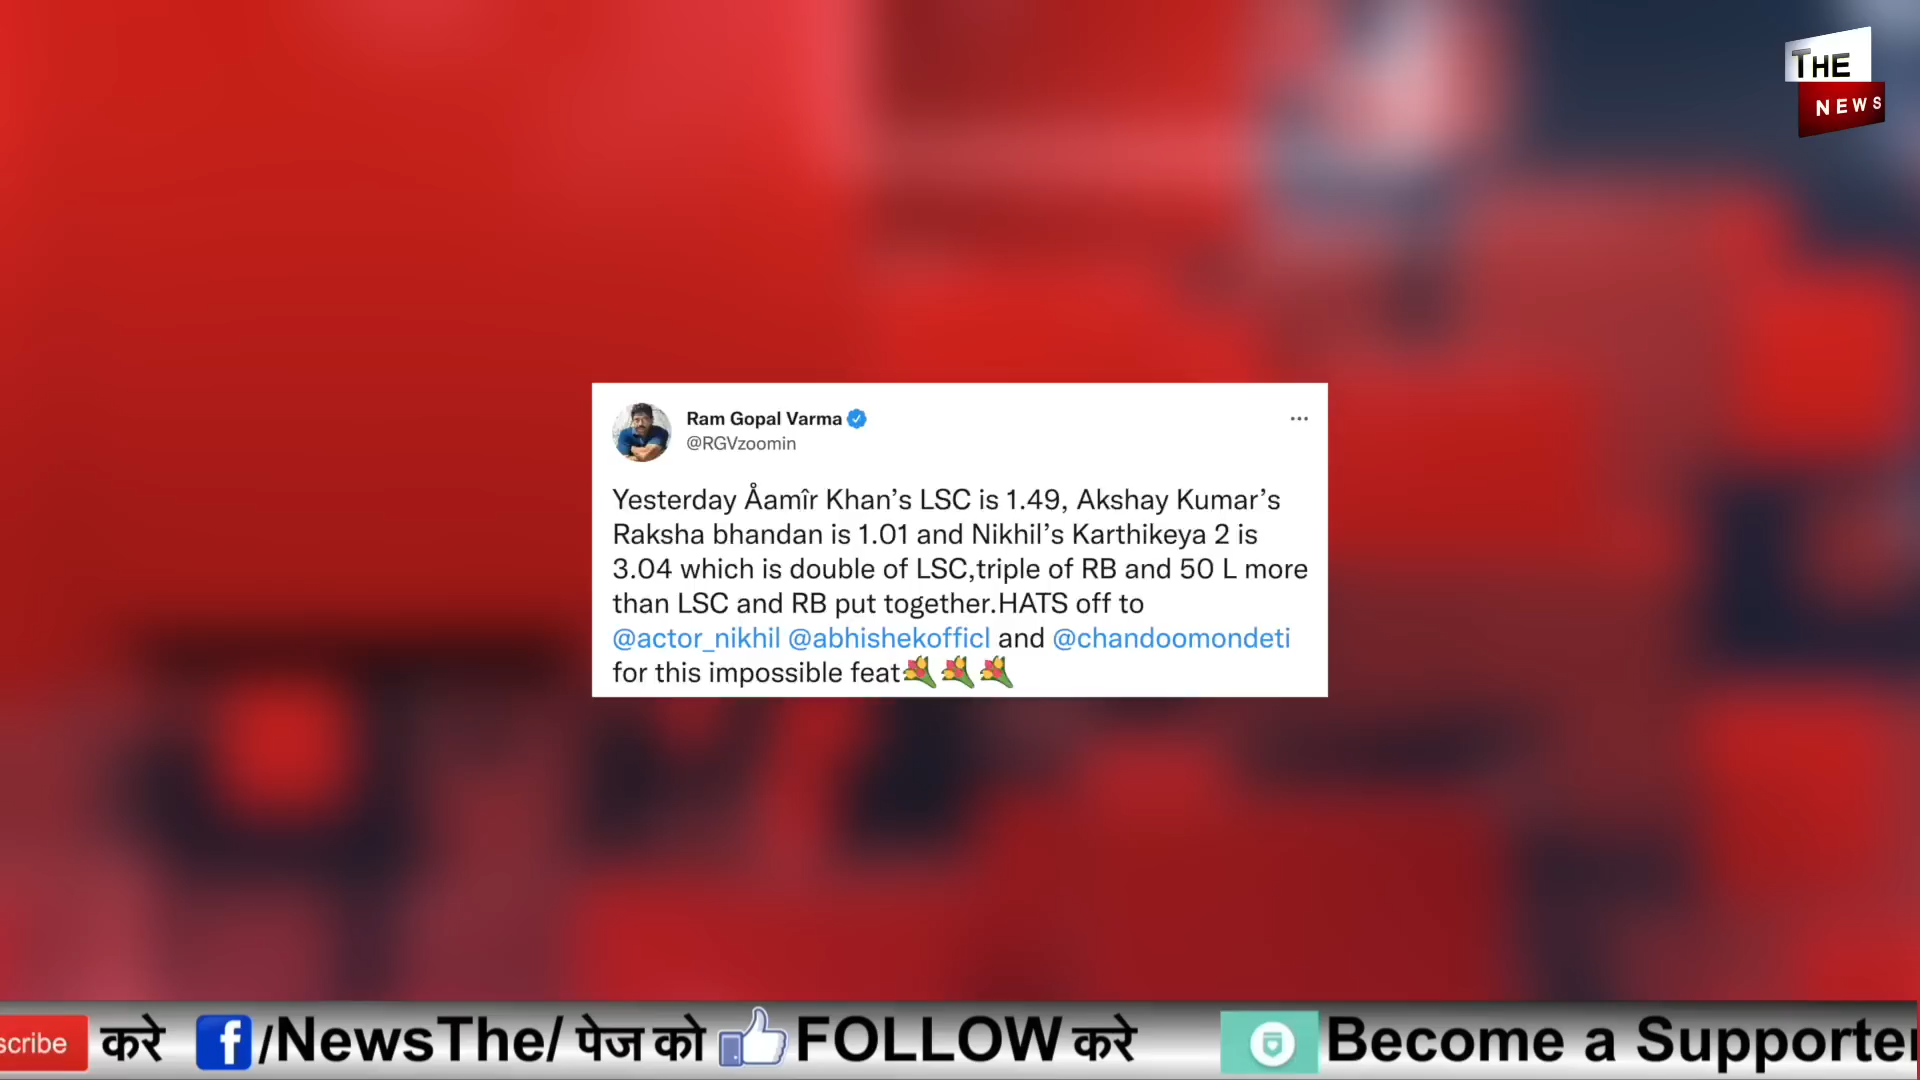 THE
NEWS
Ram Gopal Varma
@RGVzoomin
Yesterday Åamîr Khan’s LSC is 1.49, Akshay Kumar’s
Raksha bhandan is 1.01 and Nikhil’s Karthikeya 2 is
3.04 which is double of LSC,triple of RB and 50 L more
than LSC and RB put together.HATS off to
@actor_nikhil @abhishekofficl and @chandoomondeti
for this impossible feat💐💐💐
scribe करे f/NewsThe/ पेज को FOLLOW करे Become a Supporter